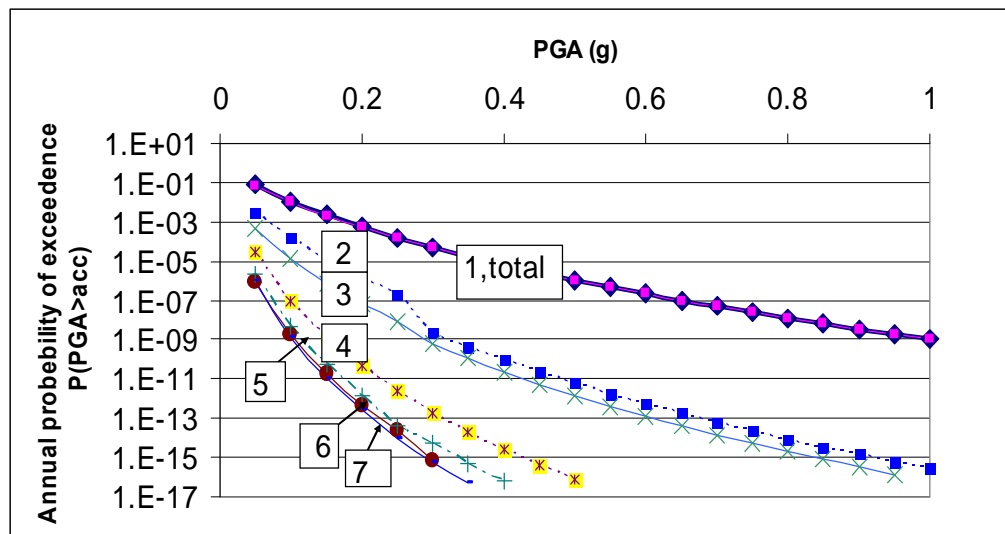 PGA (g)
0 0.2 0.4 0.6 0.8 1
Annual probebility of exceedence
P(PGA>acc)
1.E+01
1.E-01
1.E-03
1.E-05
1.E-07
1.E-09
1.E-11
1.E-13
1.E-15
1.E-17
2
1,total
3
4
5
6
7